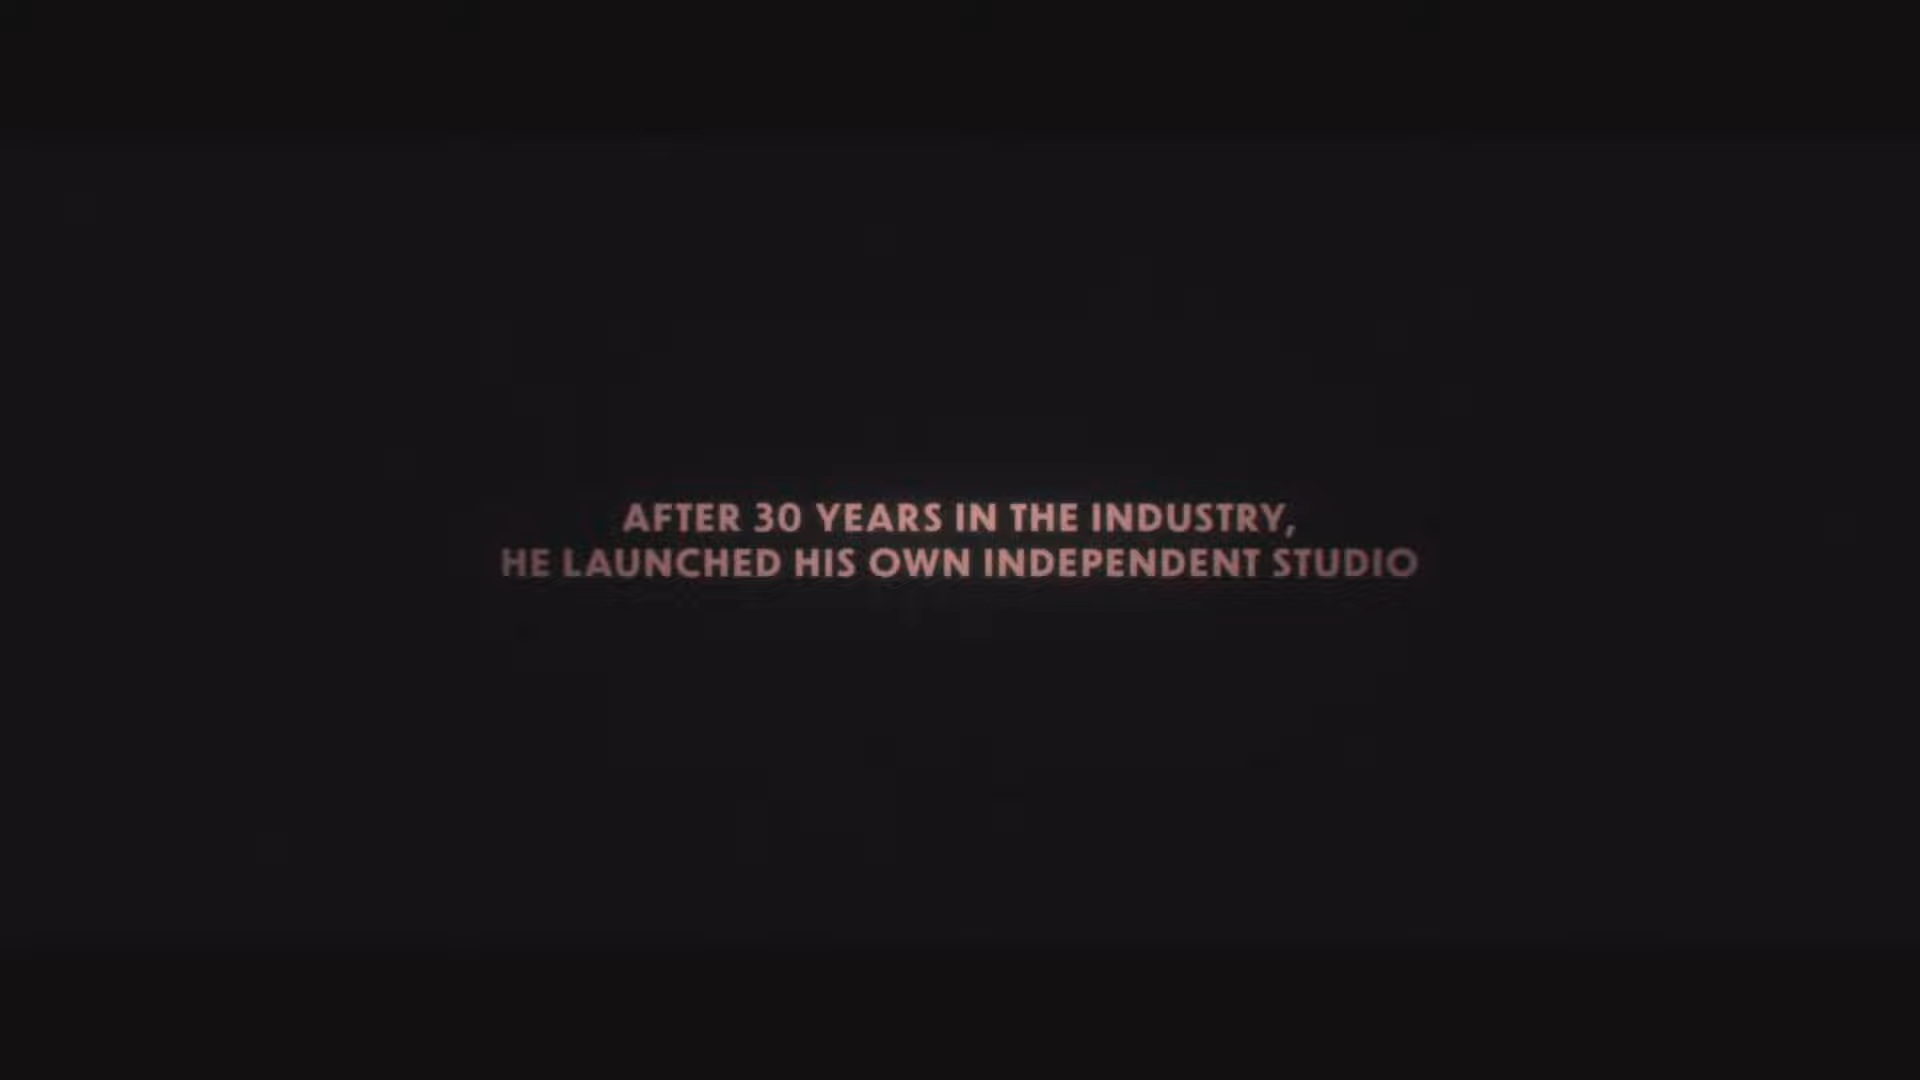 AFTER 30 YEARS IN THE INDUSTRY,
HE LAUNCHED HIS OWN INDEPENDENT STUDIO